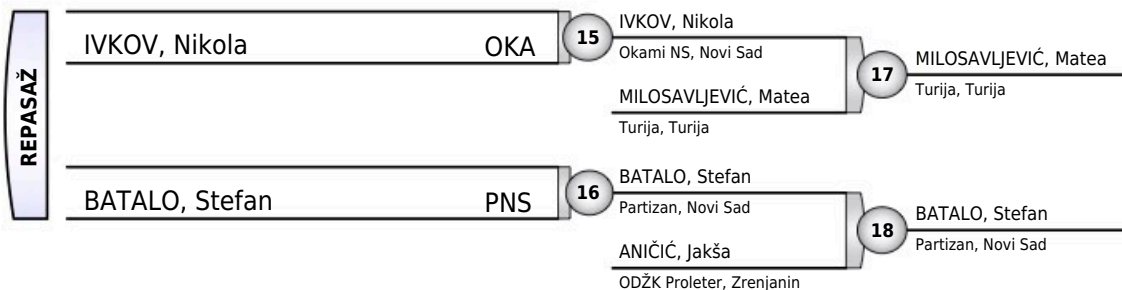 REPASAŽ
IVKOV, Nikola OKA
15
IVKOV, Nikola
Okami NS, Novi Sad
MILOSAVLJEVIĆ, Matea
Turija, Turija
17
MILOSAVLJEVIĆ, Matea
Turija, Turija
BATALO, Stefan PNS
16
BATALO, Stefan
Partizan, Novi Sad
ANIČIĆ, Jakša
ODŽK Proleter, Zrenjanin
18
BATALO, Stefan
Partizan, Novi Sad